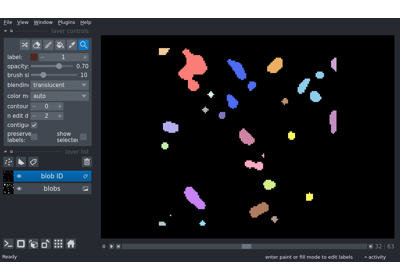 File View Window Plugins Help
layer controls
label: 1
opacity: 0.70
brush si 10
blending translucent
color m auto
contour 0
n edit d 2
contigu
preserve labels: show selected
layer list
blob ID
blobs
32 63
Ready enter paint or fill mode to edit labels activity